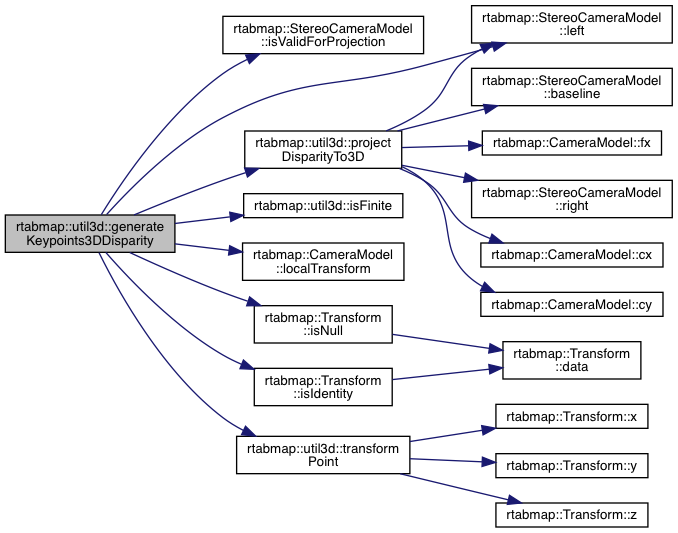 rtabmap::util3d::generate
Keypoints3DDisparity
rtabmap::StereoCameraModel
::isValidForProjection
rtabmap::util3d::project
DisparityTo3D
rtabmap::util3d::isFinite
rtabmap::CameraModel
::localTransform
rtabmap::Transform
::isNull
rtabmap::Transform
::isIdentity
rtabmap::util3d::transform
Point
rtabmap::StereoCameraModel
::left
rtabmap::StereoCameraModel
::baseline
rtabmap::CameraModel::fx
rtabmap::StereoCameraModel
::right
rtabmap::CameraModel::cx
rtabmap::CameraModel::cy
rtabmap::Transform
::data
rtabmap::Transform::x
rtabmap::Transform::y
rtabmap::Transform::z